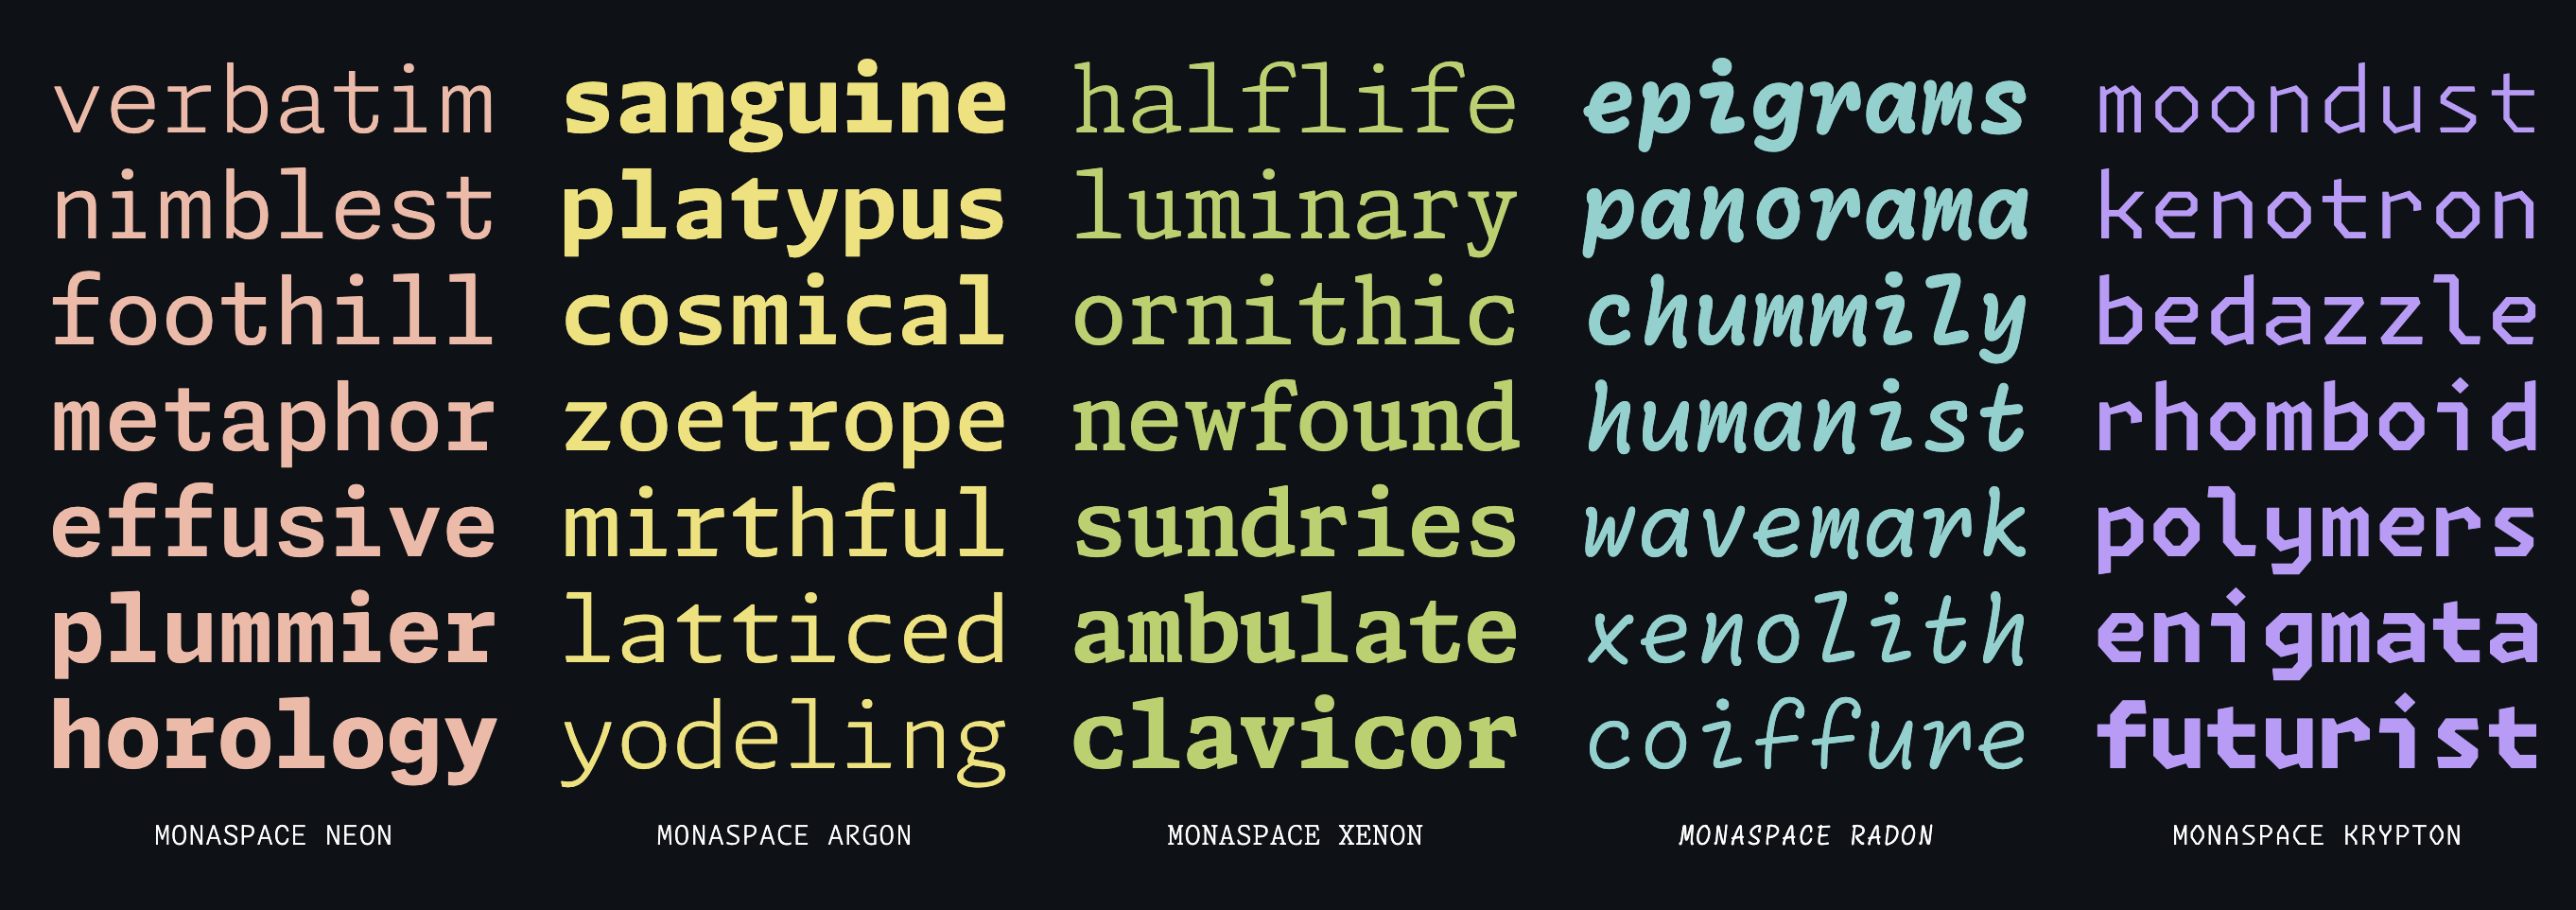 verbatim
nimblest
foothill
metaphor
effusive
plummier
horology
MONASPACE NEON
sanguine
platypus
cosmical
zoetrope
mirthful
latticed
yodeling
MONASPACE ARGON
halflife
luminary
ornithic
newfound
sundries
ambulate
clavicor
MONASPACE XENON
epigrams
panorama
chummily
humanist
wavemark
xenolith
coiffure
MONASPACE RADON
moondust
kenotron
bedazzle
rhomboid
polymers
enigmata
futurist
MONASPACE KRYPTON